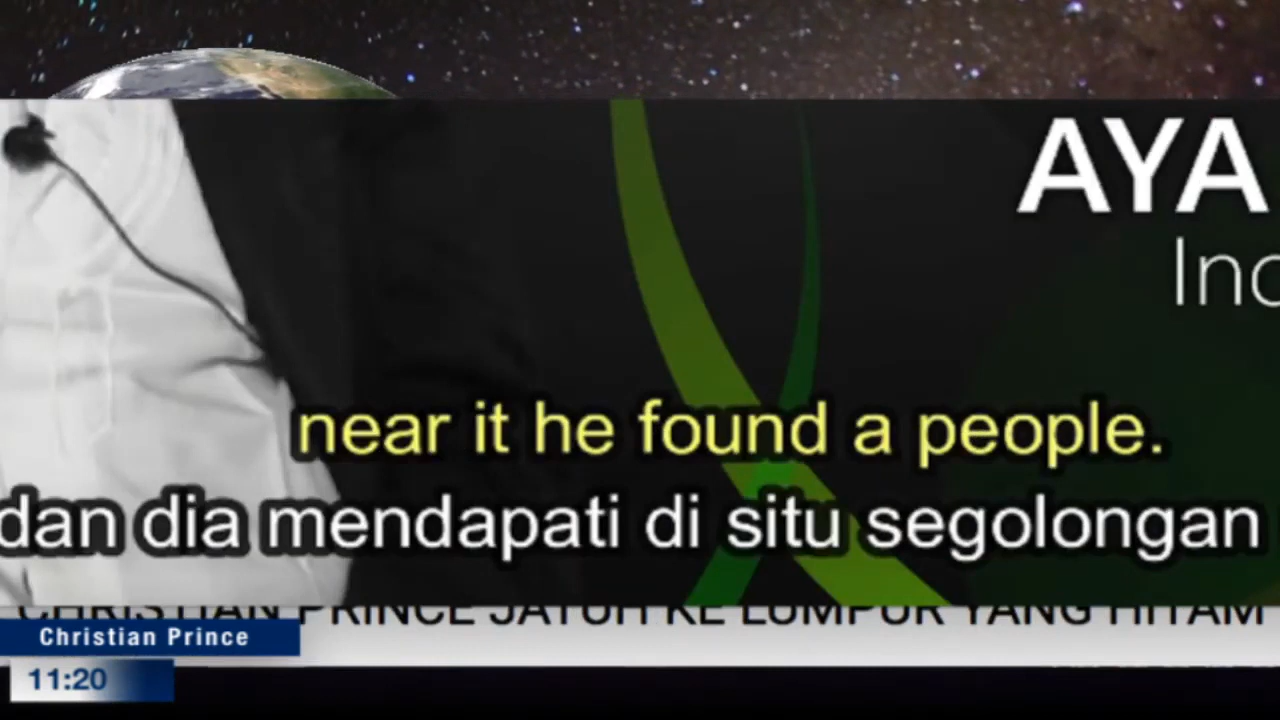 AYA
Inc
near it he found a people.
dan dia mendapati di situ segolongan
CHRISTIAN PRINCE JATUH KE LUMPUR YANG HITAM
Christian Prince
11:20